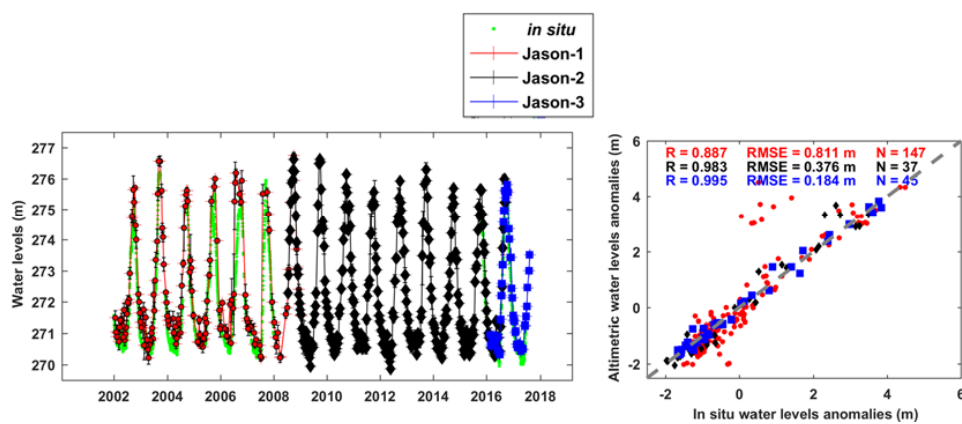 in situ
Jason-1
Jason-2
Jason-3
277
276
275
274
273
272
271
270
Water levels (m)
2002 2004 2006 2008 2010 2012 2014 2016 2018
6
4
2
0
-2
Altimetric water levels anomalies (m)
R = 0.887 RMSE = 0.811 m N = 147
R = 0.983 RMSE = 0.376 m N = 37
R = 0.995 RMSE = 0.184 m N = 45
-2 0 2 4 6
In situ water levels anomalies (m)